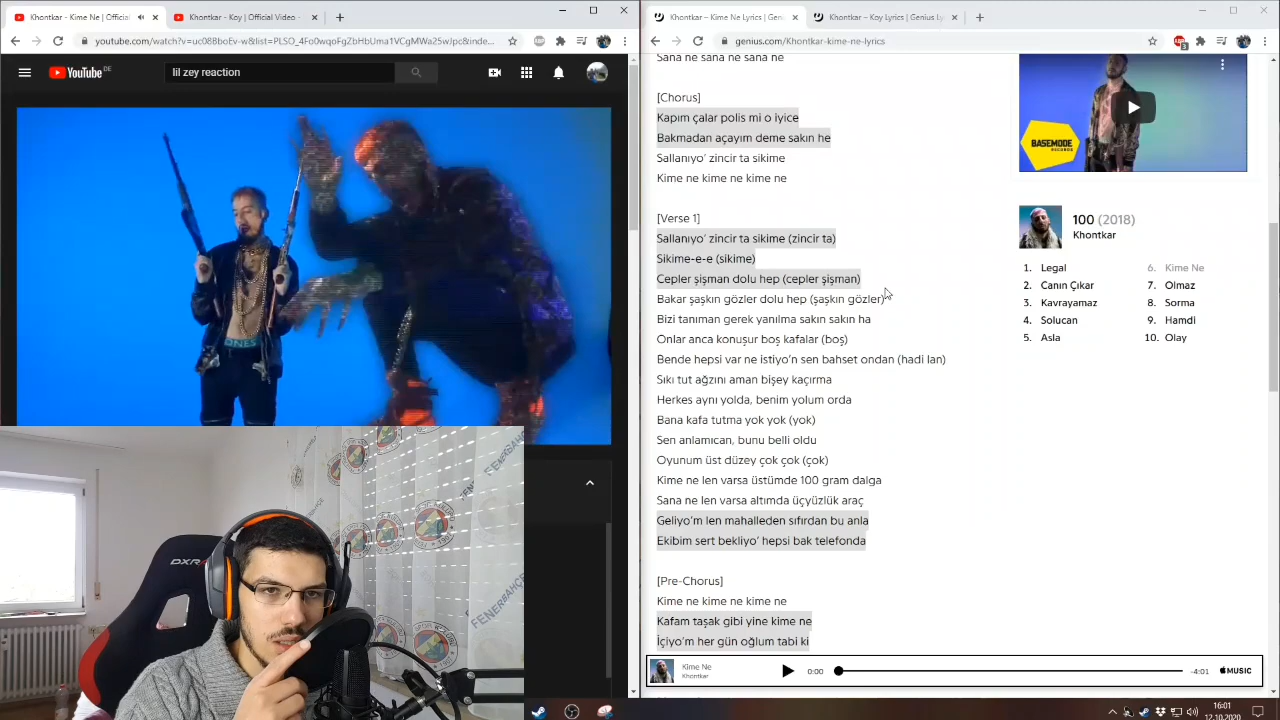 Khontkar - Kime Ne | Official
Khontkar - Koy | Official Video -
youtube.com/watch?v=uc08BboEv-w&list=PLSO_4Fo0wqoFgZbHbUma1VCgMWa25wJpc&inde...
YouTube DE
lil zey reaction
ONES
FENERBAHÇE
DXR
Khontkar – Kime Ne Lyrics | Gen
Khontkar – Koy Lyrics | Genius Ly
genius.com/Khontkar-kime-ne-lyrics
Sana ne sana ne sana ne
[Chorus]
Kapım çalar polis mi o iyice
Bakmadan açayım deme sakın he
Sallanıyo' zincir ta sikime
Kime ne kime ne kime ne
[Verse 1]
Sallanıyo' zincir ta sikime (zincir ta)
Sikime-e-e (sikime)
Cepler şişman dolu hep (cepler şişman)
Bakar şaşkın gözler dolu hep (şaşkın gözler)
Bizi tanıman gerek yanılma sakın sakın ha
Onlar anca konuşur boş kafalar (boş)
Bende hepsi var ne istiyo'n sen bahset ondan (hadi lan)
Sıkı tut ağzını aman bişey kaçırma
Herkes aynı yolda, benim yolum orda
Bana kafa tutma yok yok (yok)
Sen anlamıcan, bunu belli oldu
Oyunum üst düzey çok çok (çok)
Kime ne len varsa üstümde 100 gram dalga
Sana ne len varsa altımda üçyüzlük araç
Geliyo'm len mahalleden sıfırdan bu anla
Ekibim sert bekliyo' hepsi bak telefonda
[Pre-Chorus]
Kime ne kime ne kime ne
Kafam taşak gibi yine kime ne
İçiyo'm her gün oğlum tabi ki
BASEMODE
RECORDS
100 (2018)
Khontkar
1. Legal
2. Canın Çıkar
3. Kavrayamaz
4. Solucan
5. Asla
6. Kime Ne
7. Olmaz
8. Sorma
9. Hamdi
10. Olay
Kime Ne
Khontkar
0:00
-4:01
MUSIC
16:01
12.10.2020